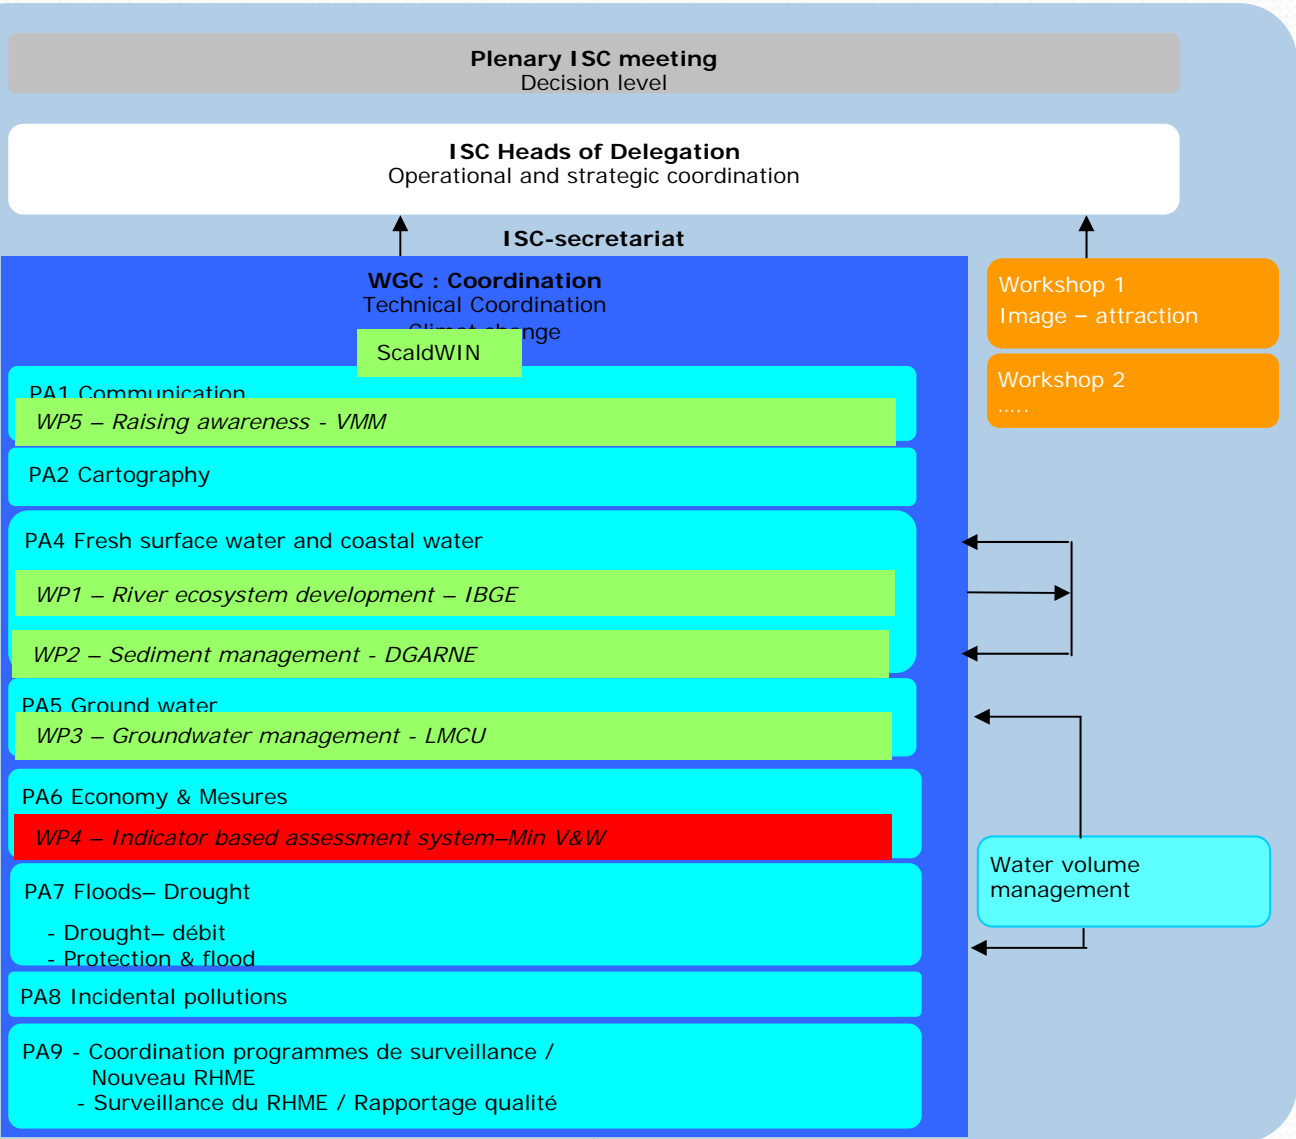 Plenary ISC meeting
Decision level
ISC Heads of Delegation
Operational and strategic coordination
ISC-secretariat
WGC : Coordination
Technical Coordination
Climat change
ScaldWIN
PA1 Communication
WP5 – Raising awareness - VMM
PA2 Cartography
PA4 Fresh surface water and coastal water
WP1 – River ecosystem development – IBGE
WP2 – Sediment management - DGARNE
PA5 Ground water
WP3 – Groundwater management - LMCU
PA6 Economy & Mesures
WP4 – Indicator based assessment system–Min V&W
PA7 Floods– Drought
- Drought– débit
- Protection & flood
PA8 Incidental pollutions
PA9 - Coordination programmes de surveillance /
Nouveau RHME
- Surveillance du RHME / Rapportage qualité
Workshop 1
Image – attraction
Workshop 2
.....
Water volume
management